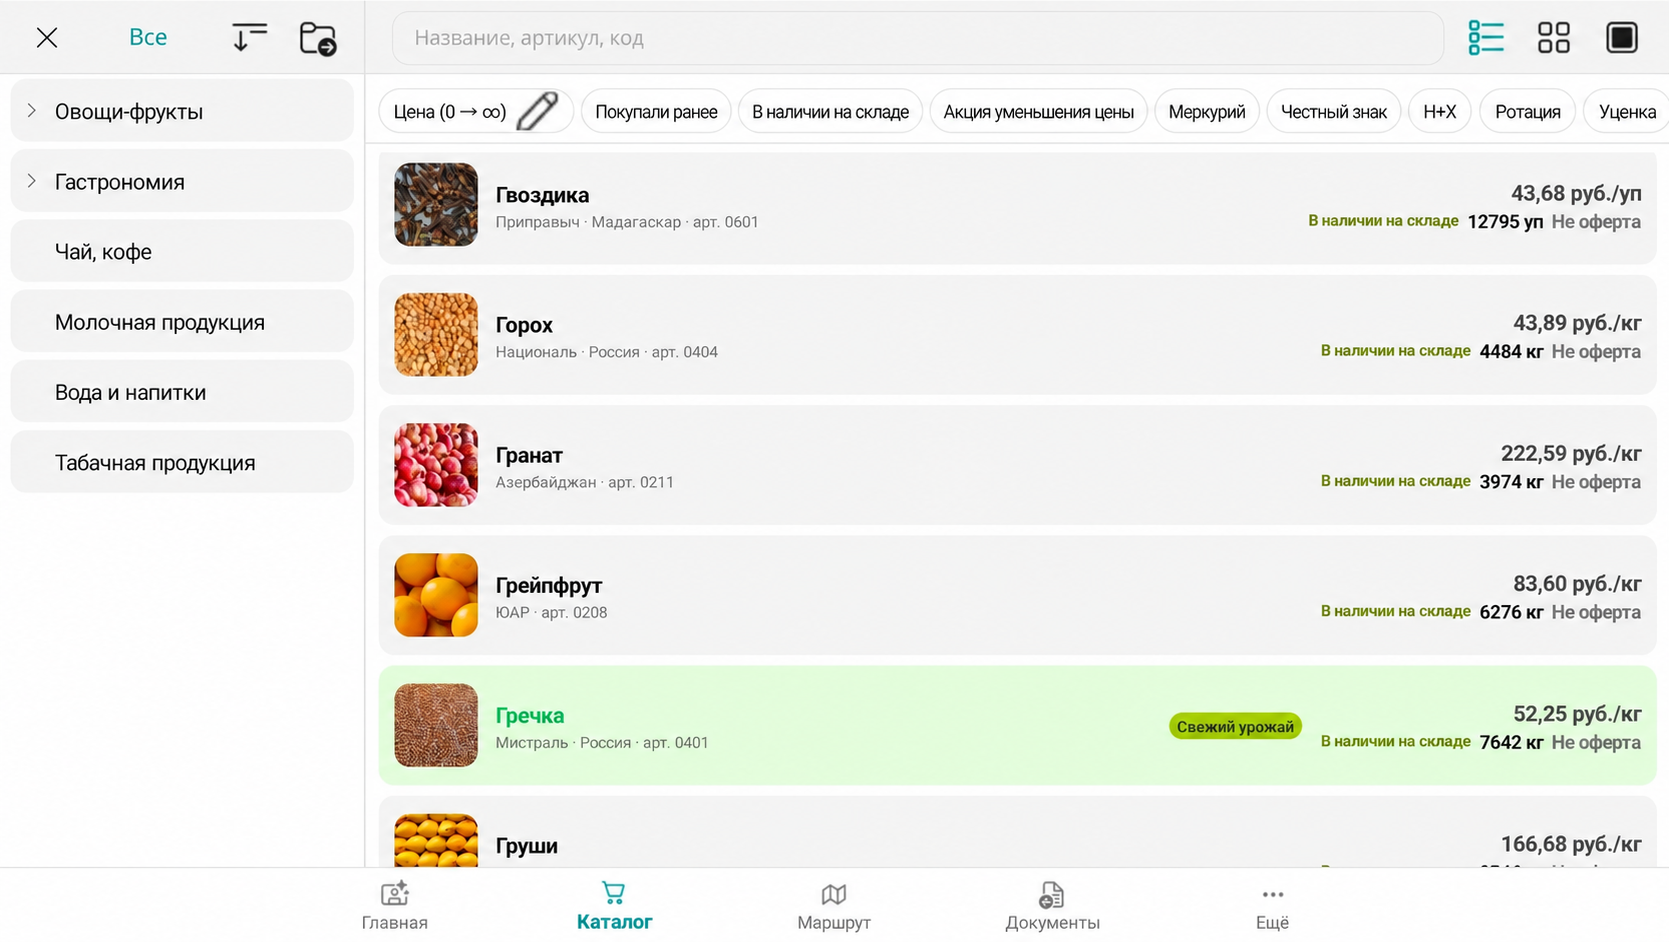 Все
Название, артикул, код
Овощи-фрукты
Гастрономия
Чай, кофе
Молочная продукция
Вода и напитки
Табачная продукция
Цена (0 → ∞)
Покупали ранее
В наличии на складе
Акция уменьшения цены
Меркурий
Честный знак
Н+Х
Ротация
Уценка
Гвоздика
Приправыч · Мадагаскар · арт. 0601
43,68 руб./уп
В наличии на складе 12795 уп Не оферта
Горох
Националь · Россия · арт. 0404
43,89 руб./кг
В наличии на складе 4484 кг Не оферта
Гранат
Азербайджан · арт. 0211
222,59 руб./кг
В наличии на складе 3974 кг Не оферта
Грейпфрут
ЮАР · арт. 0208
83,60 руб./кг
В наличии на складе 6276 кг Не оферта
Гречка
Мистраль · Россия · арт. 0401
Свежий урожай
52,25 руб./кг
В наличии на складе 7642 кг Не оферта
Груши
166,68 руб./кг
Главная
Каталог
Маршрут
Документы
Ещё